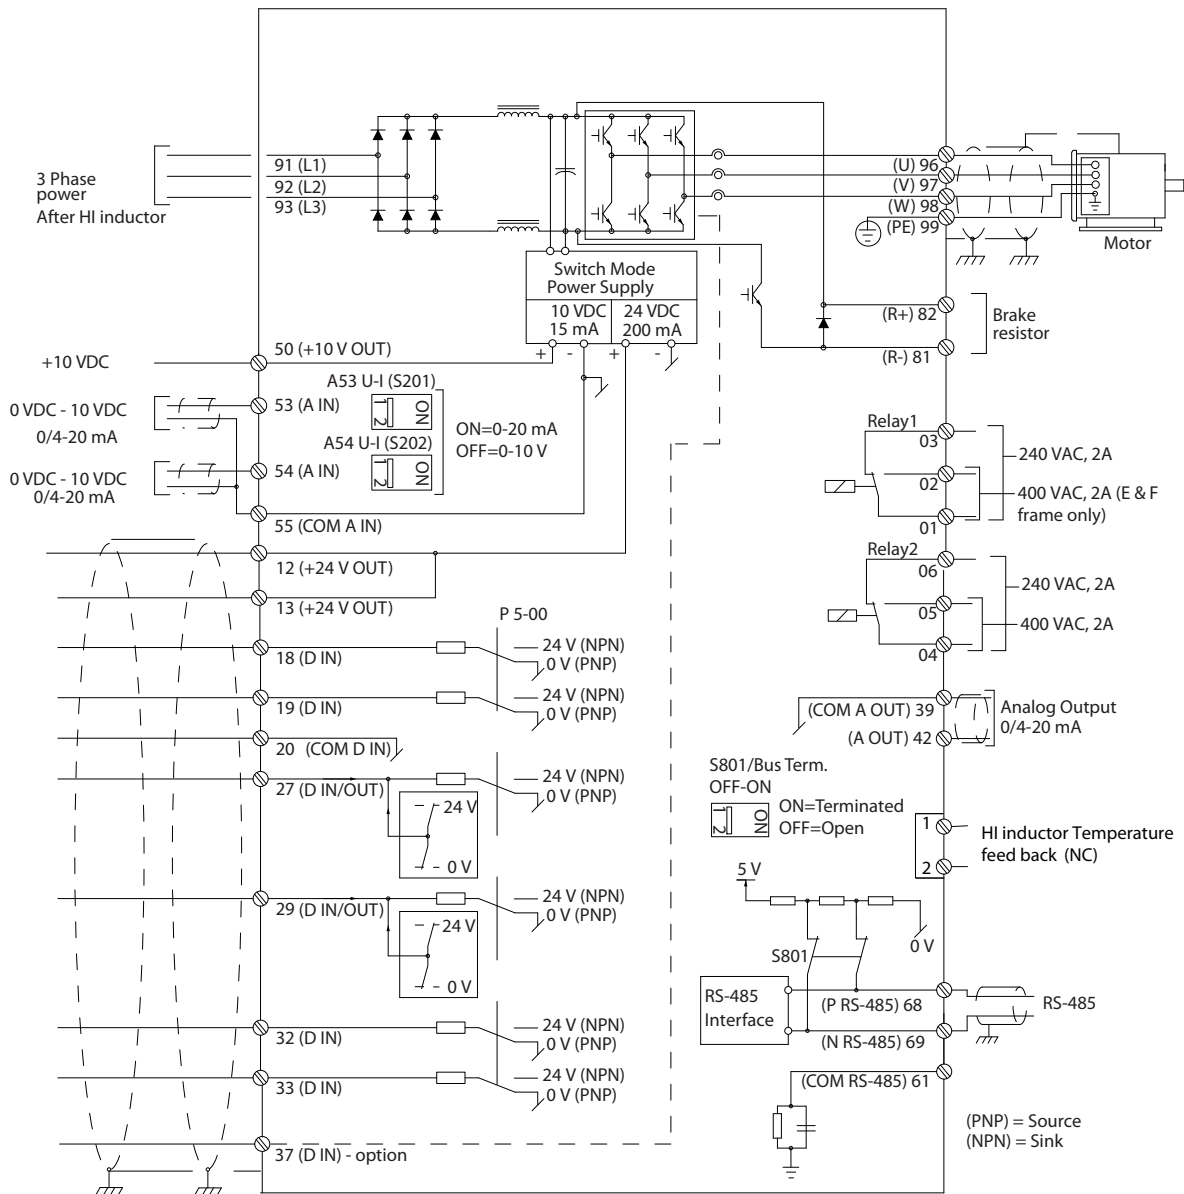 3 Phase
power
After HI inductor
91 (L1)
92 (L2)
93 (L3)
(U) 96
(V) 97
(W) 98
(PE) 99
Motor
Switch Mode
Power Supply
10 VDC
15 mA
24 VDC
200 mA
+ - + -
(R+) 82
(R-) 81
Brake
resistor
+10 VDC
50 (+10 V OUT)
0 VDC - 10 VDC
0/4-20 mA
53 (A IN)
A53 U-I (S201)
1 2
ON
A54 U-I (S202)
1 2
ON
ON=0-20 mA
OFF=0-10 V
0 VDC - 10 VDC
0/4-20 mA
54 (A IN)
55 (COM A IN)
12 (+24 V OUT)
13 (+24 V OUT)
P 5-00
18 (D IN)
24 V (NPN)
0 V (PNP)
19 (D IN)
24 V (NPN)
0 V (PNP)
20 (COM D IN)
27 (D IN/OUT)
24 V (NPN)
0 V (PNP)
24 V
0 V
29 (D IN/OUT)
24 V (NPN)
0 V (PNP)
24 V
0 V
32 (D IN)
24 V (NPN)
0 V (PNP)
33 (D IN)
24 V (NPN)
0 V (PNP)
37 (D IN) - option
Relay1
03
02
01
240 VAC, 2A
400 VAC, 2A (E & F
frame only)
Relay2
06
05
04
240 VAC, 2A
400 VAC, 2A
(COM A OUT) 39
(A OUT) 42
Analog Output
0/4-20 mA
S801/Bus Term.
OFF-ON
1 2
ON
ON=Terminated
OFF=Open
1
2
HI inductor Temperature
feed back (NC)
5 V
0 V
S801
RS-485
Interface
(P RS-485) 68
(N RS-485) 69
RS-485
(COM RS-485) 61
(PNP) = Source
(NPN) = Sink